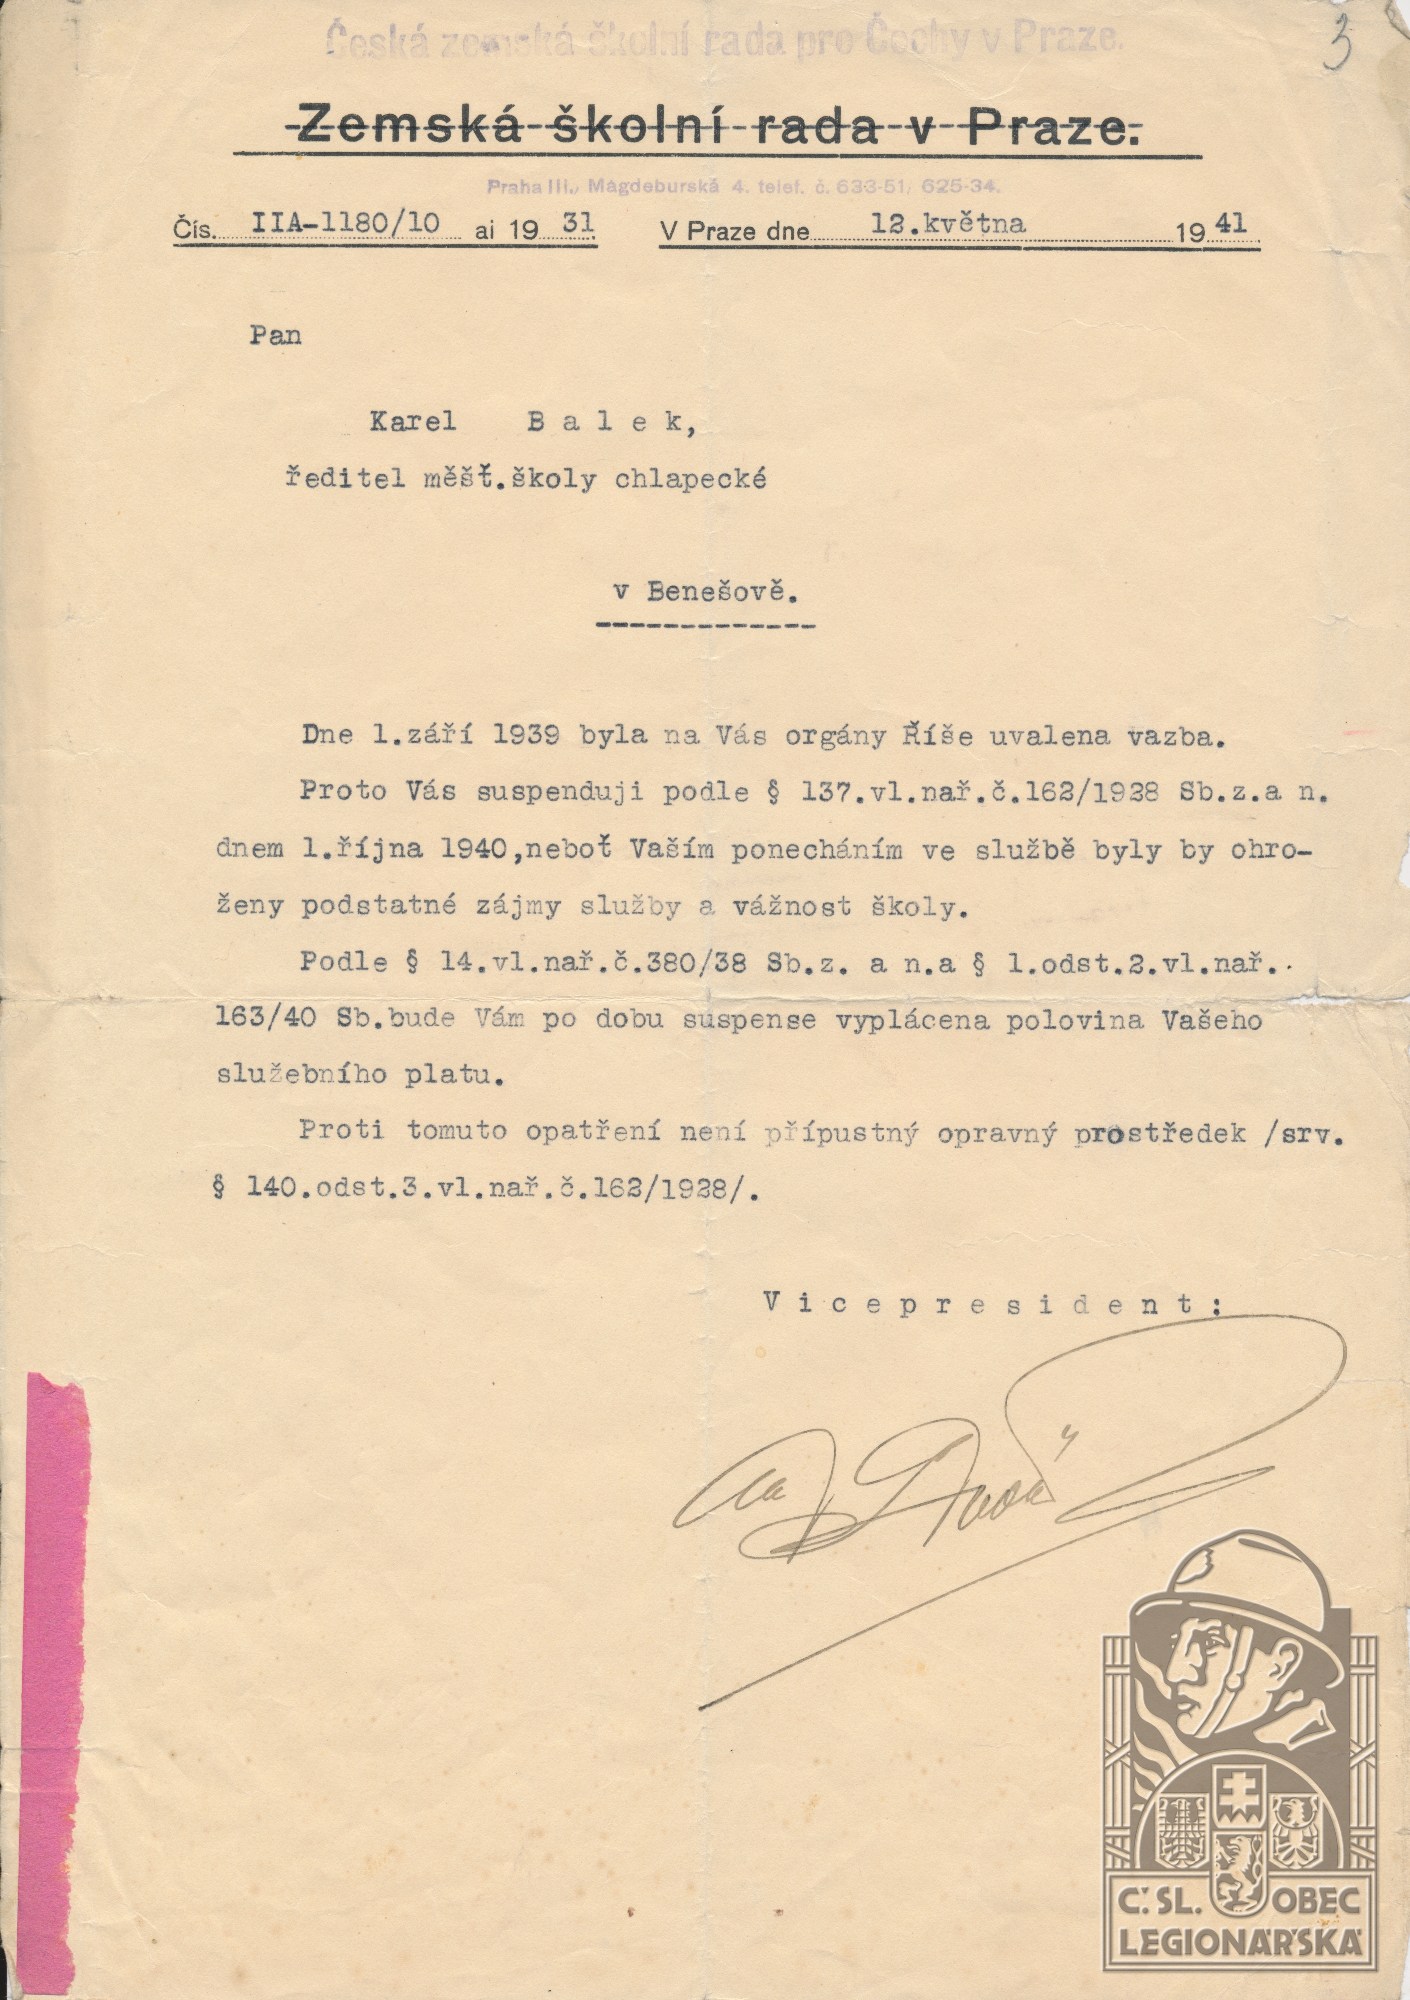 3
Česká zemská školní rada pro Čechy v Praze.
Zemská školní rada v Praze.
Praha III., Magdeburská 4. telef. č. 633-51, 625-34.
Čís. IIA-1180/10 ai 19 31 V Praze dne 12.května 19 41
Pan
Karel B a l e k,
ředitel měšť.školy chlapecké
v Benešově.
Dne 1.září 1939 byla na Vás orgány Říše uvalena vazba.
Proto Vás suspenduji podle § 137.vl.nař.č.162/1928 Sb.z.a n.
dnem 1.října 1940,neboť Vaším ponecháním ve službě byly by ohro-
ženy podstatné zájmy služby a vážnost školy.
Podle § 14.vl.nař.č.380/38 Sb.z. a n.a § 1.odst.2.vl.nař..
163/40 Sb.bude Vám po dobu suspense vyplácena polovina Vašeho
služebního platu.
Proti tomuto opatření není přípustný opravný prostředek /srv.
§ 140.odst.3.vl.nař.č.162/1928/.
V i c e p r e s i d e n t :
Č.SL. OBEC
LEGIONÁŘSKÁ